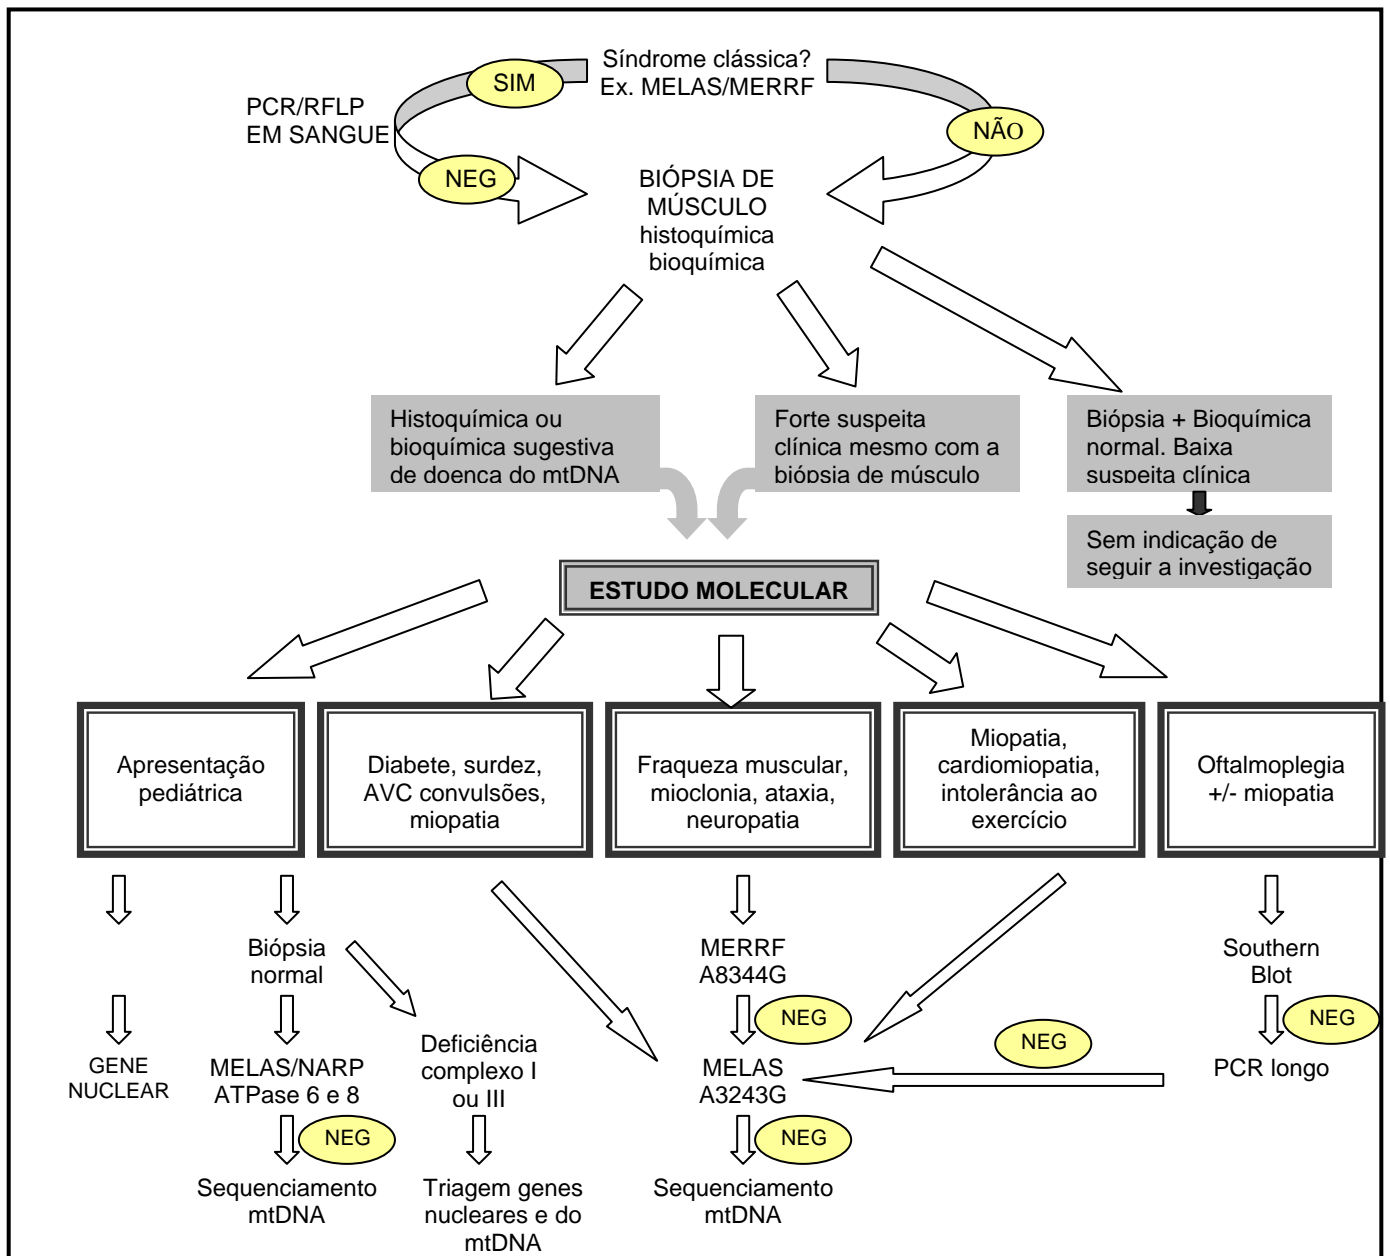 Síndrome clássica?
Ex. MELAS/MERRF
SIM
NÃO
PCR/RFLP
EM SANGUE
NEG
BIÓPSIA DE
MÚSCULO
histoquímica
bioquímica
Histoquímica ou
bioquímica sugestiva
de doença do mtDNA
Forte suspeita
clínica mesmo com a
biópsia de músculo
Biópsia + Bioquímica
normal. Baixa
suspeita clínica
Sem indicação de
seguir a investigação
ESTUDO MOLECULAR
Apresentação
pediátrica
Diabete, surdez,
AVC convulsões,
miopatia
Fraqueza muscular,
mioclonia, ataxia,
neuropatia
Miopatia,
cardiomiopatia,
intolerância ao
exercício
Oftalmoplegia
+/- miopatia
Biópsia
normal
MERRF
A8344G
Southern
Blot
NEG
NEG
NEG
GENE
NUCLEAR
MELAS/NARP
ATPase 6 e 8
Deficiência
complexo I
ou III
MELAS
A3243G
PCR longo
NEG
NEG
Sequenciamento
mtDNA
Triagem genes
nucleares e do
mtDNA
Sequenciamento
mtDNA